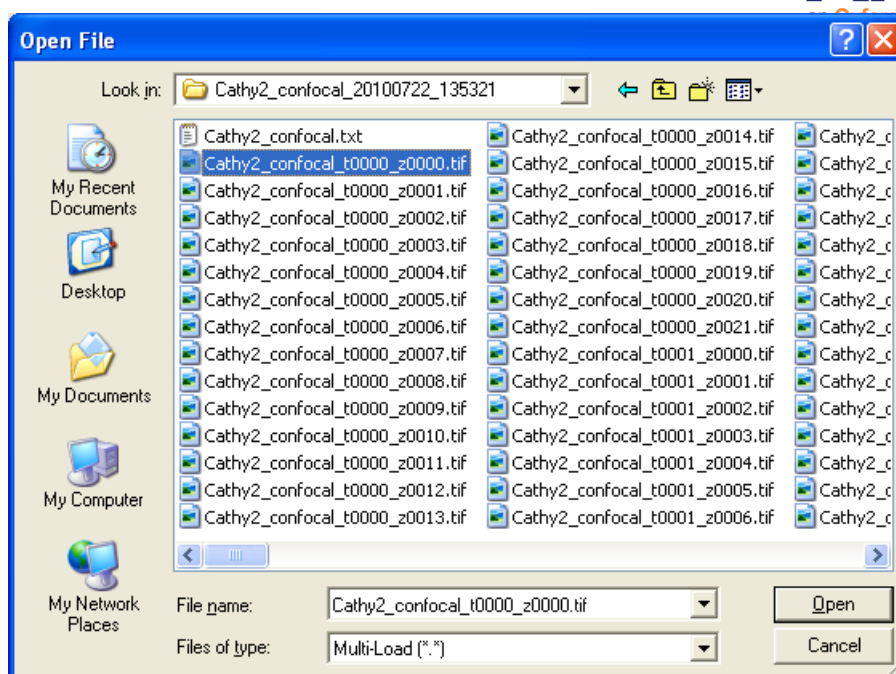 Open File
Look in:
Cathy2_confocal_20100722_135321
My Recent
Documents
Desktop
My Documents
My Computer
My Network
Places
Cathy2_confocal.txt
Cathy2_confocal_t0000_z0000.tif
Cathy2_confocal_t0000_z0001.tif
Cathy2_confocal_t0000_z0002.tif
Cathy2_confocal_t0000_z0003.tif
Cathy2_confocal_t0000_z0004.tif
Cathy2_confocal_t0000_z0005.tif
Cathy2_confocal_t0000_z0006.tif
Cathy2_confocal_t0000_z0007.tif
Cathy2_confocal_t0000_z0008.tif
Cathy2_confocal_t0000_z0009.tif
Cathy2_confocal_t0000_z0010.tif
Cathy2_confocal_t0000_z0011.tif
Cathy2_confocal_t0000_z0012.tif
Cathy2_confocal_t0000_z0013.tif
Cathy2_confocal_t0000_z0014.tif
Cathy2_confocal_t0000_z0015.tif
Cathy2_confocal_t0000_z0016.tif
Cathy2_confocal_t0000_z0017.tif
Cathy2_confocal_t0000_z0018.tif
Cathy2_confocal_t0000_z0019.tif
Cathy2_confocal_t0000_z0020.tif
Cathy2_confocal_t0000_z0021.tif
Cathy2_confocal_t0001_z0000.tif
Cathy2_confocal_t0001_z0001.tif
Cathy2_confocal_t0001_z0002.tif
Cathy2_confocal_t0001_z0003.tif
Cathy2_confocal_t0001_z0004.tif
Cathy2_confocal_t0001_z0005.tif
Cathy2_confocal_t0001_z0006.tif
File name:
Cathy2_confocal_t0000_z0000.tif
Open
Files of type:
Multi-Load (*.*)
Cancel